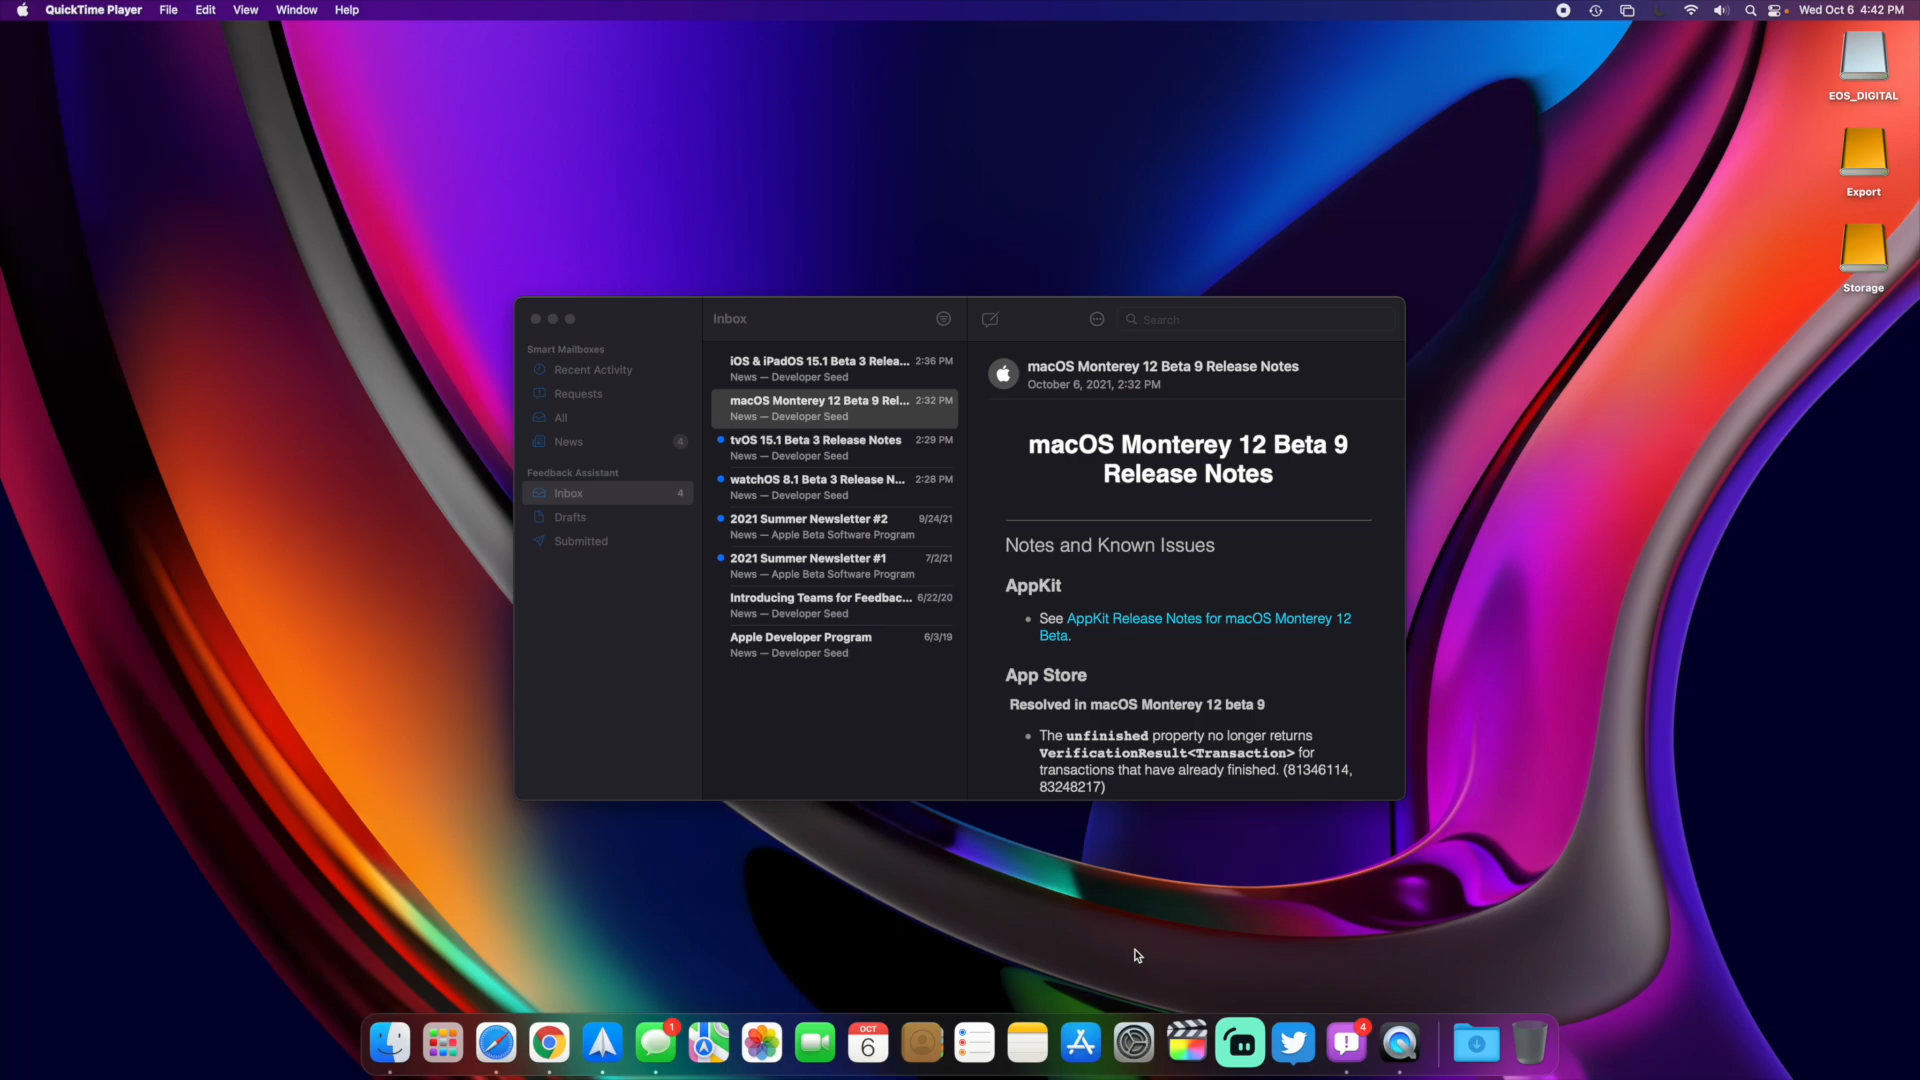 QuickTime Player File Edit View Window Help
Wed Oct 6 4:42 PM
EOS_DIGITAL
Export
Storage
Smart Mailboxes
Recent Activity
Requests
All
News 4
Feedback Assistant
Inbox 4
Drafts
Submitted
Inbox
iOS & iPadOS 15.1 Beta 3 Relea... 2:36 PM
News — Developer Seed
macOS Monterey 12 Beta 9 Rel... 2:32 PM
News — Developer Seed
tvOS 15.1 Beta 3 Release Notes 2:29 PM
News — Developer Seed
watchOS 8.1 Beta 3 Release N... 2:28 PM
News — Developer Seed
2021 Summer Newsletter #2 9/24/21
News — Apple Beta Software Program
2021 Summer Newsletter #1 7/2/21
News — Apple Beta Software Program
Introducing Teams for Feedbac... 6/22/20
News — Developer Seed
Apple Developer Program 6/3/19
News — Developer Seed
Search
macOS Monterey 12 Beta 9 Release Notes
October 6, 2021, 2:32 PM
macOS Monterey 12 Beta 9
Release Notes
Notes and Known Issues
AppKit
• See AppKit Release Notes for macOS Monterey 12
Beta.
App Store
Resolved in macOS Monterey 12 beta 9
• The unfinished property no longer returns
VerificationResult<Transaction> for
transactions that have already finished. (81346114,
83248217)
1
OCT
6
4